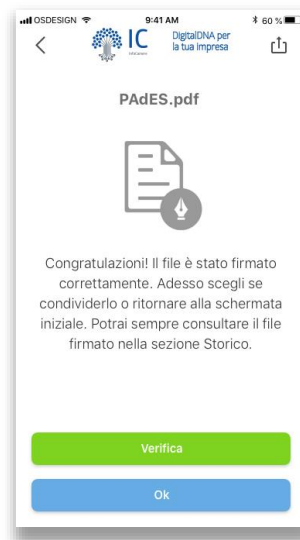 OSDESIGN 9:41 AM 60 %
IC DigitalDNA per
la tua impresa
PAdES.pdf
Congratulazioni! Il file è stato firmato
correttamente. Adesso scegli se
condividerlo o ritornare alla schermata
iniziale. Potrai sempre consultare il file
firmato nella sezione Storico.
Verifica
Ok